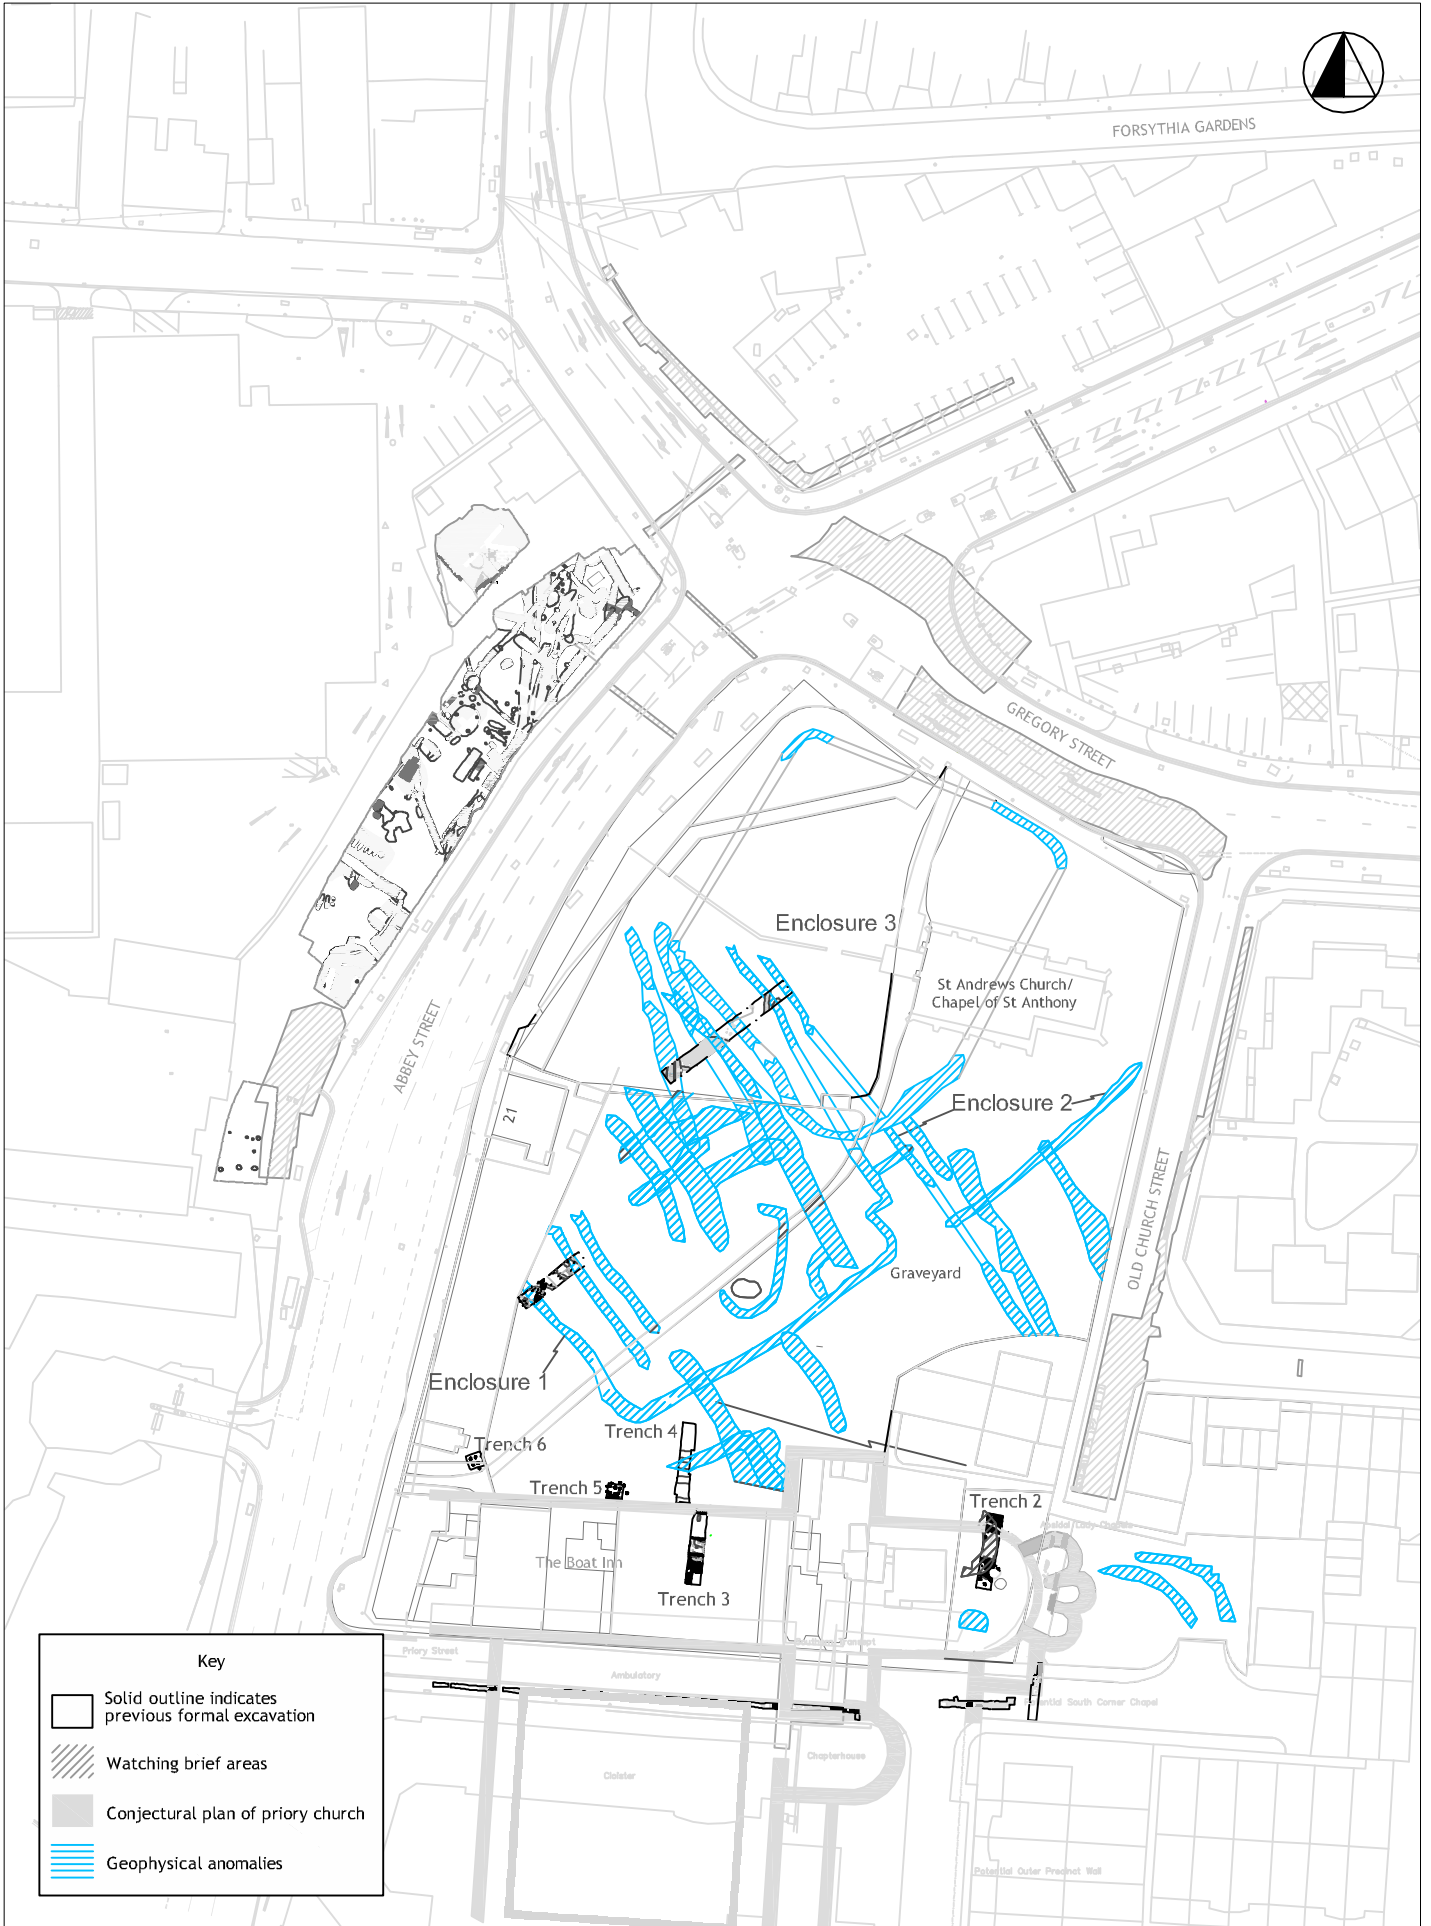 FORSYTHIA GARDENS
GREGORY STREET
Enclosure 3
St Andrews Church/
Chapel of St Anthony
ABBEY STREET
Enclosure 2
21
OLD CHURCH STREET
Graveyard
Enclosure 1
Trench 4
Trench 6
Trench 5
Trench 2
Apsidal Lady Chapels
The Boat Inn
Trench 3
Priory Street
Ambulatory
Potential South Corner Chapel
Chapterhouse
Cloister
Potential Outer Precinct Wall
Key
Solid outline indicates
previous formal excavation
Watching brief areas
Conjectural plan of priory church
Geophysical anomalies